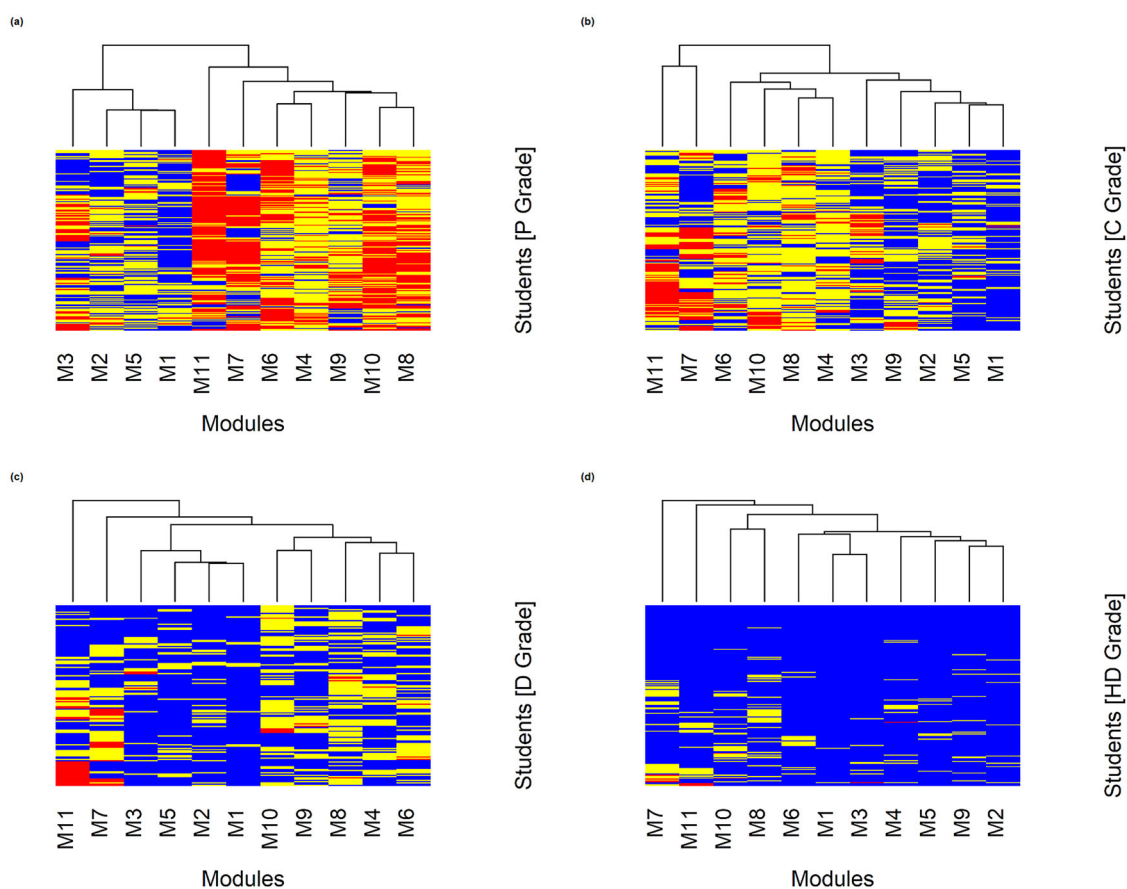 (a)
M3 M2 M5 M1 M11 M7 M6 M4 M9 M10 M8
Modules
Students [P Grade]
(b)
M11 M7 M6 M10 M8 M4 M3 M9 M2 M5 M1
Modules
Students [C Grade]
(c)
M11 M7 M3 M5 M2 M1 M10 M9 M8 M4 M6
Modules
Students [D Grade]
(d)
M7 M11 M10 M8 M6 M1 M3 M4 M5 M9 M2
Modules
Students [HD Grade]